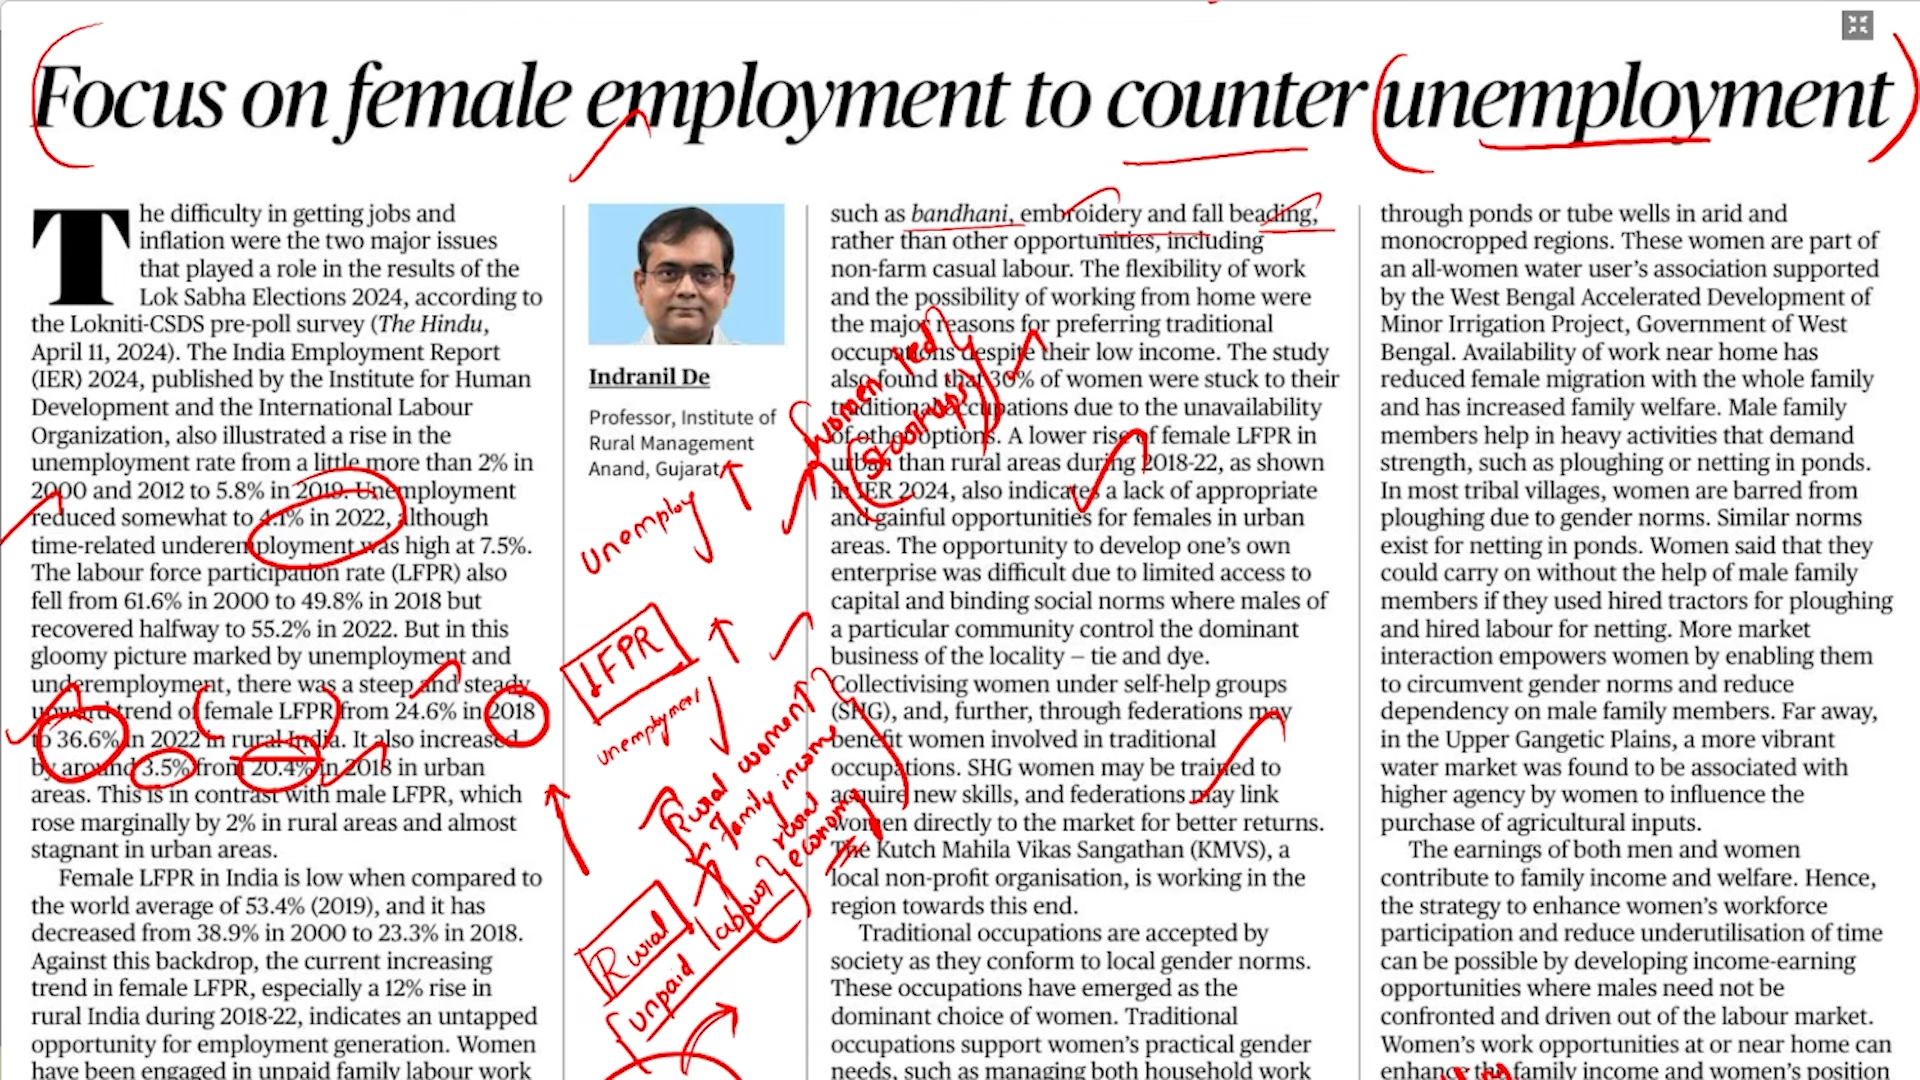 Focus on female employment to counter unemployment
The difficulty in getting jobs and
inflation were the two major issues
that played a role in the results of the
Lok Sabha Elections 2024, according to
the Lokniti-CSDS pre-poll survey (The Hindu,
April 11, 2024). The India Employment Report
(IER) 2024, published by the Institute for Human
Development and the International Labour
Organization, also illustrated a rise in the
unemployment rate from a little more than 2% in
2000 and 2012 to 5.8% in 2019. Unemployment
reduced somewhat to 4.1% in 2022, although
time-related underemployment was high at 7.5%.
The labour force participation rate (LFPR) also
fell from 61.6% in 2000 to 49.8% in 2018 but
recovered halfway to 55.2% in 2022. But in this
gloomy picture marked by unemployment and
underemployment, there was a steep and steady
upward trend of female LFPR from 24.6% in 2018
to 36.6% in 2022 in rural India. It also increased
by around 3.5% from 20.4% in 2018 in urban
areas. This is in contrast with male LFPR, which
rose marginally by 2% in rural areas and almost
stagnant in urban areas.
Female LFPR in India is low when compared to
the world average of 53.4% (2019), and it has
decreased from 38.9% in 2000 to 23.3% in 2018.
Against this backdrop, the current increasing
trend in female LFPR, especially a 12% rise in
rural India during 2018-22, indicates an untapped
opportunity for employment generation. Women
have been engaged in unpaid family labour work
Indranil De
Professor, Institute of
Rural Management
Anand, Gujarat
Unemploy
LFPR
unemployment
Rural women
Family income
rural
economy
Rural
labour
unpaid
women led
(startups)
such as bandhani, embroidery and fall beading,
rather than other opportunities, including
non-farm casual labour. The flexibility of work
and the possibility of working from home were
the major reasons for preferring traditional
occupations despite their low income. The study
also found that 30% of women were stuck to their
traditional occupations due to the unavailability
of other options. A lower rise of female LFPR in
urban than rural areas during 2018-22, as shown
in IER 2024, also indicates a lack of appropriate
and gainful opportunities for females in urban
areas. The opportunity to develop one’s own
enterprise was difficult due to limited access to
capital and binding social norms where males of
a particular community control the dominant
business of the locality – tie and dye.
Collectivising women under self-help groups
(SHG), and, further, through federations may
benefit women involved in traditional
occupations. SHG women may be trained to
acquire new skills, and federations may link
women directly to the market for better returns.
The Kutch Mahila Vikas Sangathan (KMVS), a
local non-profit organisation, is working in the
region towards this end.
Traditional occupations are accepted by
society as they conform to local gender norms.
These occupations have emerged as the
dominant choice of women. Traditional
occupations support women’s practical gender
needs, such as managing both household work
through ponds or tube wells in arid and
monocropped regions. These women are part of
an all-women water user’s association supported
by the West Bengal Accelerated Development of
Minor Irrigation Project, Government of West
Bengal. Availability of work near home has
reduced female migration with the whole family
and has increased family welfare. Male family
members help in heavy activities that demand
strength, such as ploughing or netting in ponds.
In most tribal villages, women are barred from
ploughing due to gender norms. Similar norms
exist for netting in ponds. Women said that they
could carry on without the help of male family
members if they used hired tractors for ploughing
and hired labour for netting. More market
interaction empowers women by enabling them
to circumvent gender norms and reduce
dependency on male family members. Far away,
in the Upper Gangetic Plains, a more vibrant
water market was found to be associated with
higher agency by women to influence the
purchase of agricultural inputs.
The earnings of both men and women
contribute to family income and welfare. Hence,
the strategy to enhance women’s workforce
participation and reduce underutilisation of time
can be possible by developing income-earning
opportunities where males need not be
confronted and driven out of the labour market.
Women’s work opportunities at or near home can
enhance the family income and women’s position